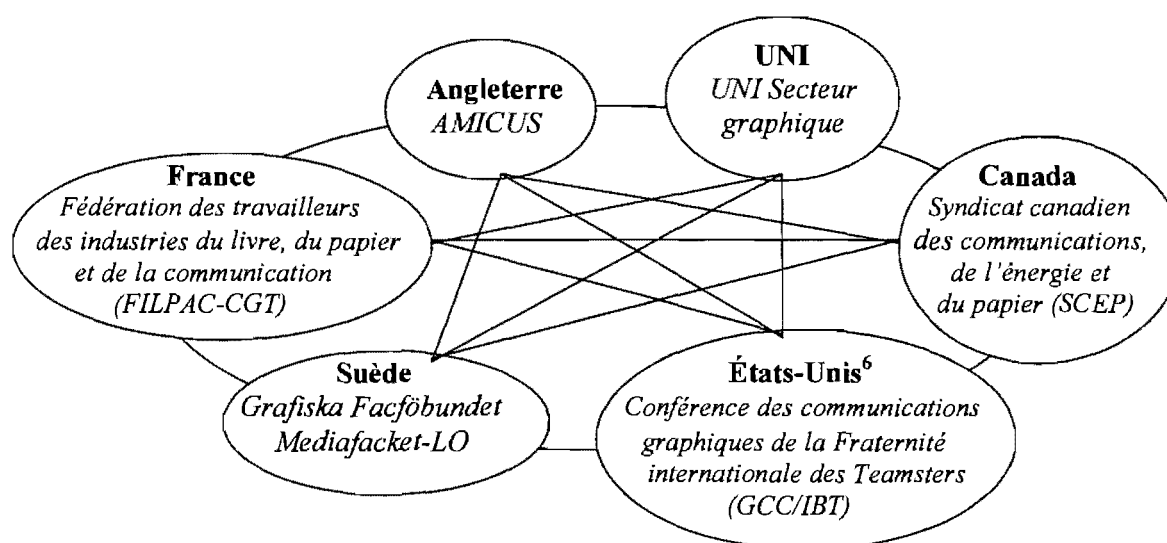 UNI
UNI Secteur
graphique
Angleterre
AMICUS
France
Fédération des travailleurs
des industries du livre, du papier
et de la communication
(FILPAC-CGT)
Canada
Syndicat canadien
des communications,
de l'énergie et
du papier (SCEP)
Suède
Grafiska Facföbundet
Mediafacket-LO
États-Unis⁶
Conférence des communications
graphiques de la Fraternité
internationale des Teamsters
(GCC/IBT)